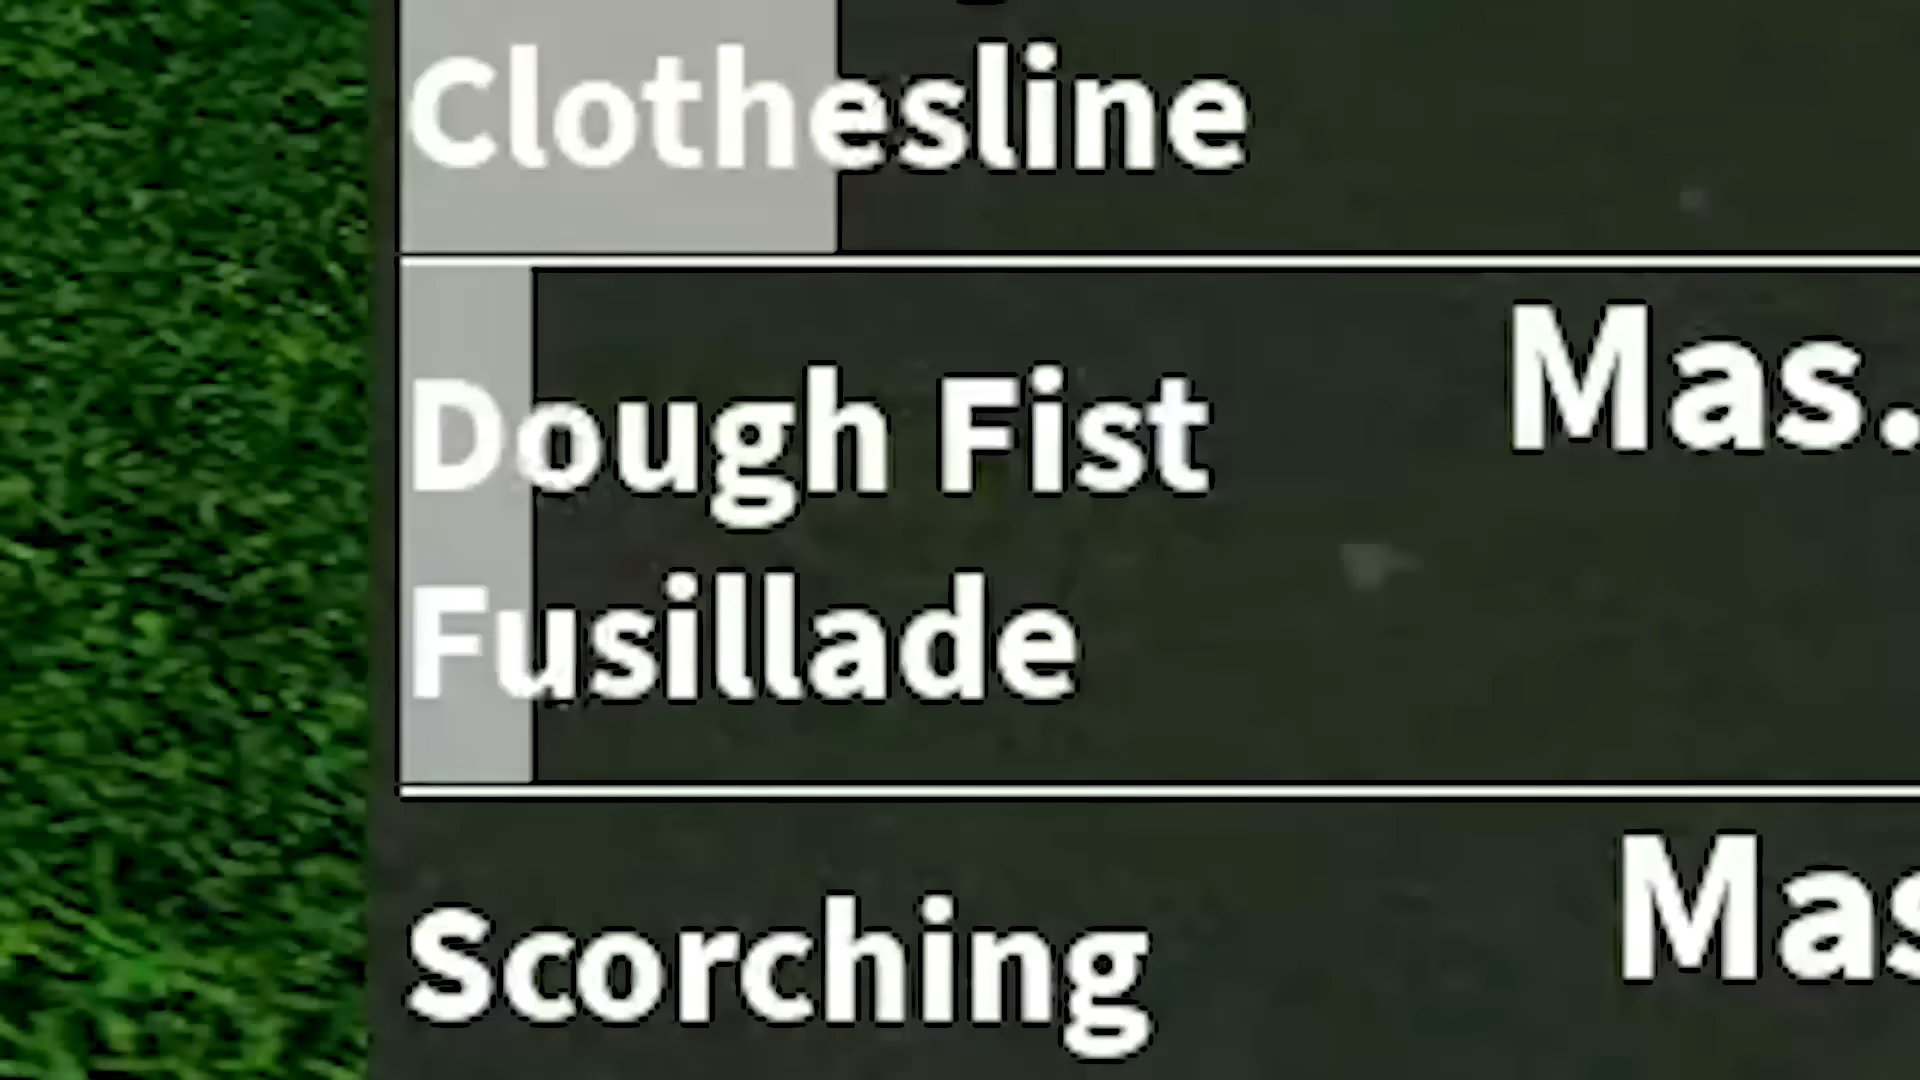 Clothesline
Mas.
Dough Fist
Fusillade
Mas
Scorching